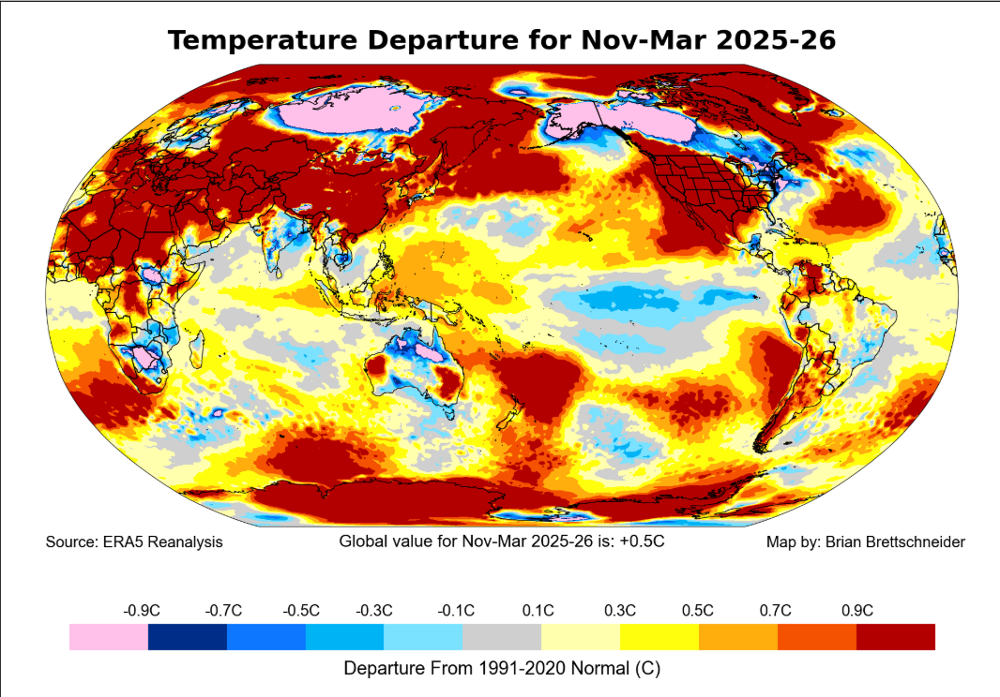 Temperature Departure for Nov-Mar 2025-26
Source: ERA5 Reanalysis
Global value for Nov-Mar 2025-26 is: +0.5C
Map by: Brian Brettschneider
-0.9C -0.7C -0.5C -0.3C -0.1C 0.1C 0.3C 0.5C 0.7C 0.9C
Departure From 1991-2020 Normal (C)